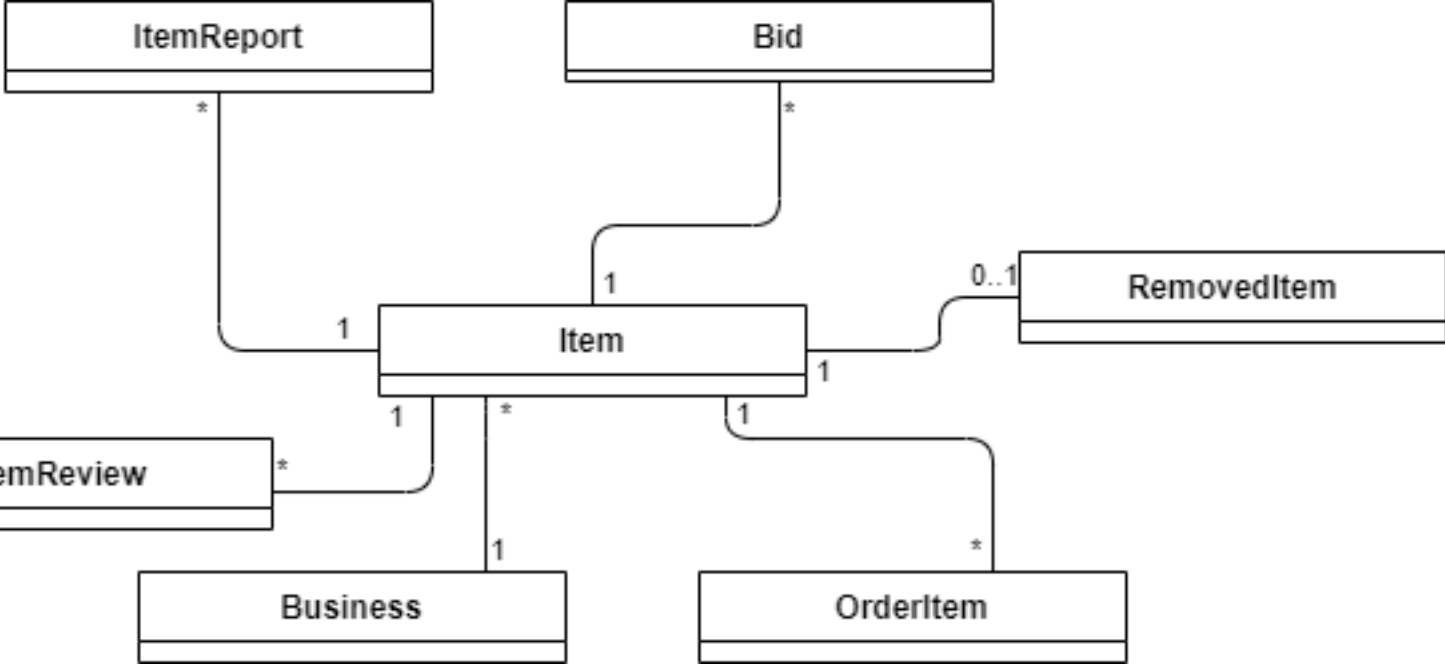 ItemReport
Bid
*
*
1
0..1
RemovedItem
1
Item
1
1
*
1
emReview
*
1
*
Business
OrderItem